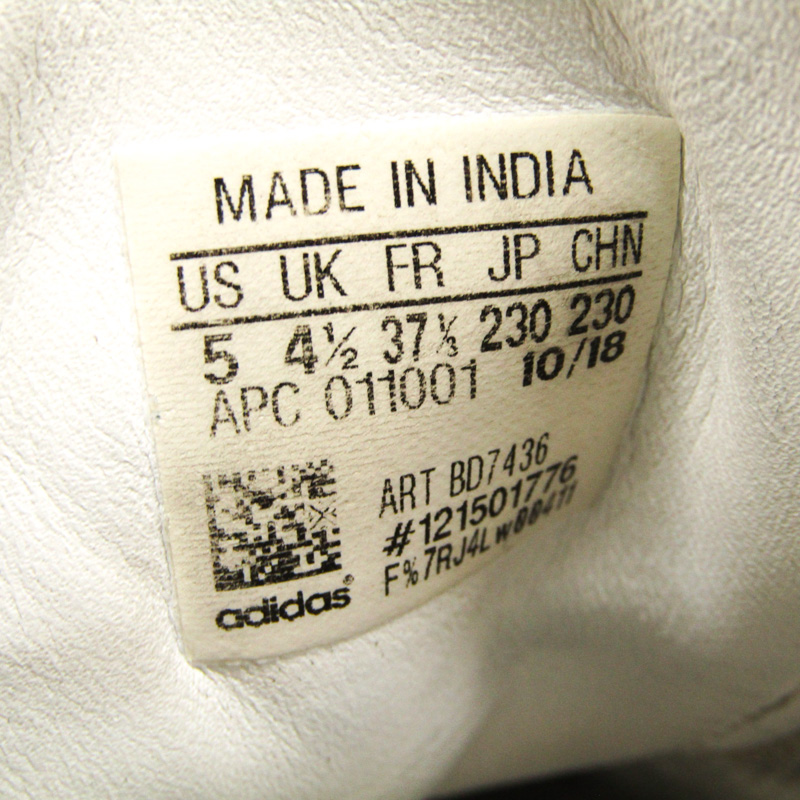 MADE IN INDIA
US UK FR JP CHN
5 4½ 37⅓ 230 230
APC 011001 10/18
ART BD7436
#121501776
adidas®